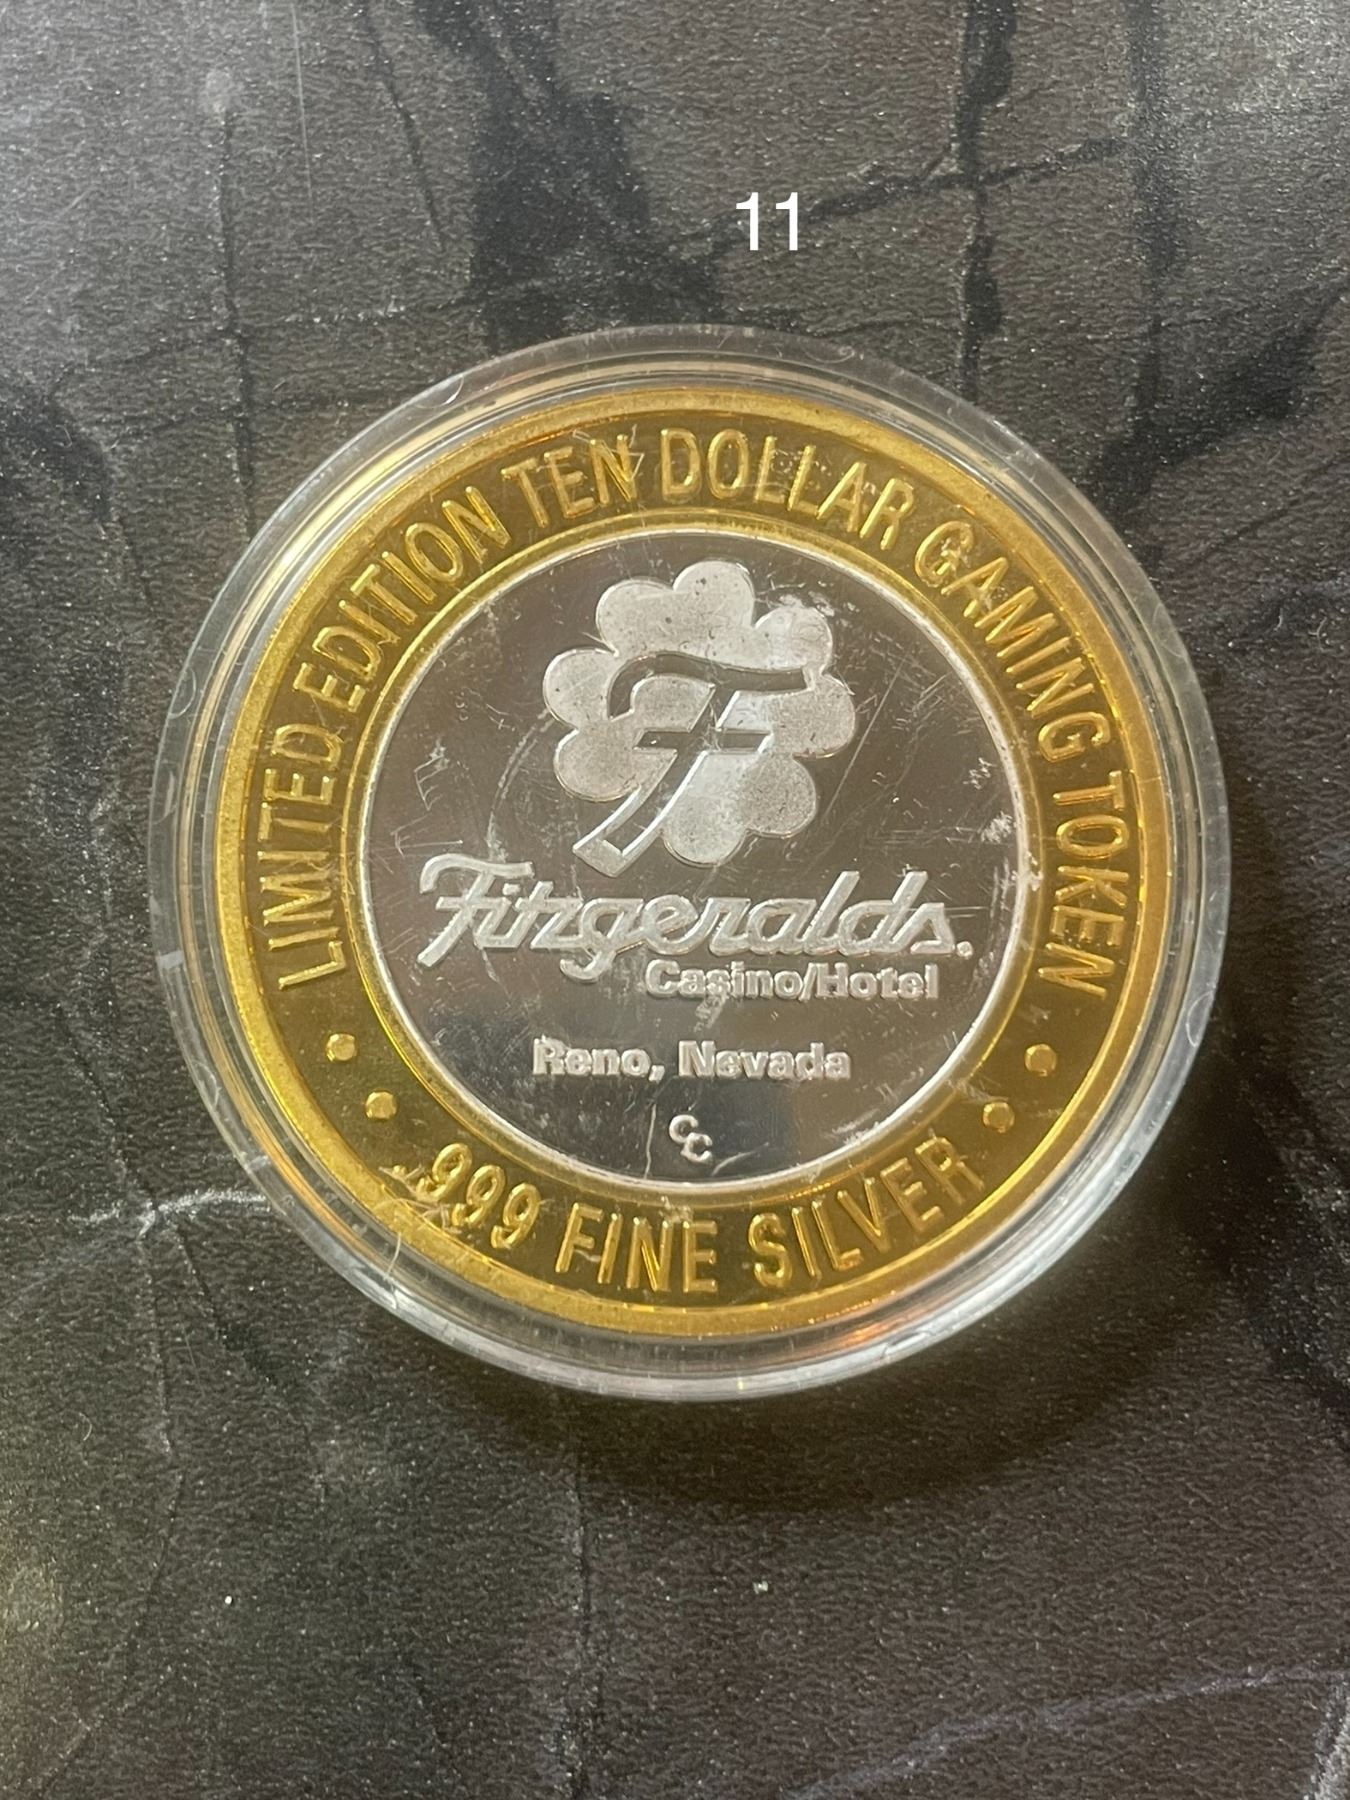 11
LIMITED EDITION TEN DOLLAR GAMING TOKEN
F
Fitzgeralds.
Casino/Hotel
Reno, Nevada
CC
.999 FINE SILVER